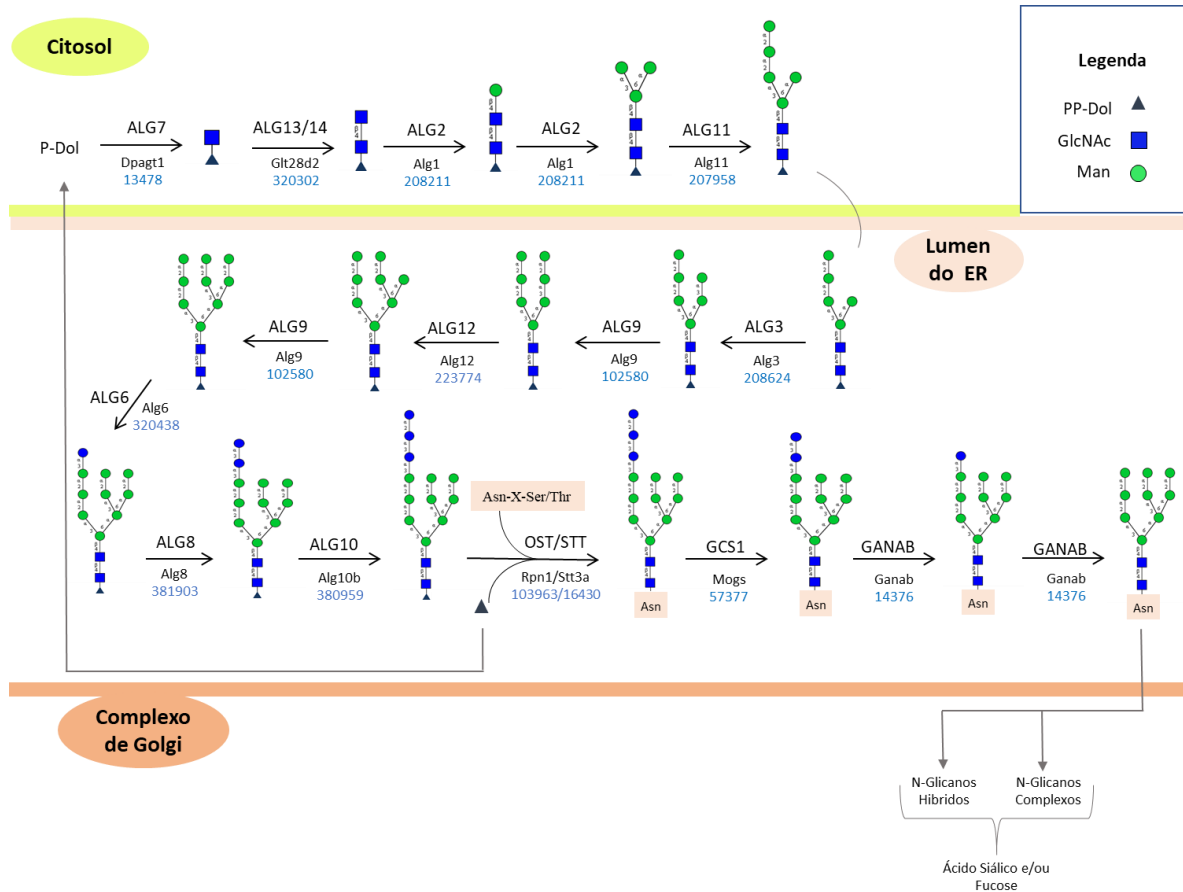 Citosol
Legenda
PP-Dol
GlcNAc
Man
P-Dol
ALG7
Dpagt1
13478
ALG13/14
Glt28d2
320302
ALG2
Alg1
208211
ALG2
Alg1
208211
ALG11
Alg11
207958
Lumen
do ER
ALG9
Alg9
102580
ALG12
Alg12
223774
ALG9
Alg9
102580
ALG3
Alg3
208624
ALG6
Alg6
320438
ALG8
Alg8
381903
ALG10
Alg10b
380959
Asn-X-Ser/Thr
OST/STT
Rpn1/Stt3a
103963/16430
Asn
GCS1
Mogs
57377
Asn
GANAB
Ganab
14376
Asn
GANAB
Ganab
14376
Asn
Complexo
de Golgi
N-Glicanos
Hibridos
N-Glicanos
Complexos
Ácido Siálico e/ou
Fucose